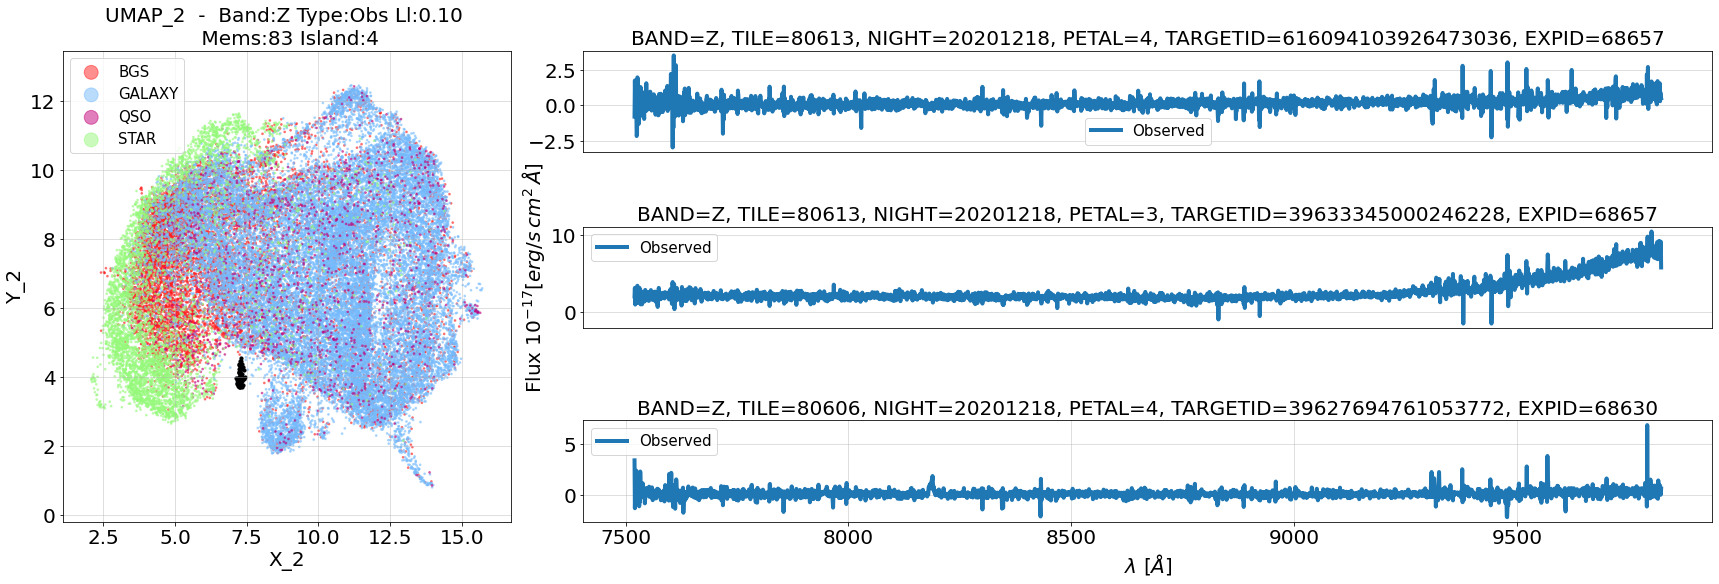 UMAP_2  -  Band:Z Type:Obs Ll:0.10
Mems:83 Island:4
BGS
GALAXY
QSO
STAR
12
10
8
6
4
2
0
Y_2
2.5
5.0
7.5
10.0
12.5
15.0
X_2
Flux 10⁻¹⁷[erg/s cm² Å]
BAND=Z, TILE=80613, NIGHT=20201218, PETAL=4, TARGETID=616094103926473036, EXPID=68657
2.5
0.0
−2.5
Observed
BAND=Z, TILE=80613, NIGHT=20201218, PETAL=3, TARGETID=39633345000246228, EXPID=68657
10
0
Observed
BAND=Z, TILE=80606, NIGHT=20201218, PETAL=4, TARGETID=39627694761053772, EXPID=68630
5
0
Observed
7500
8000
8500
9000
9500
λ [Å]